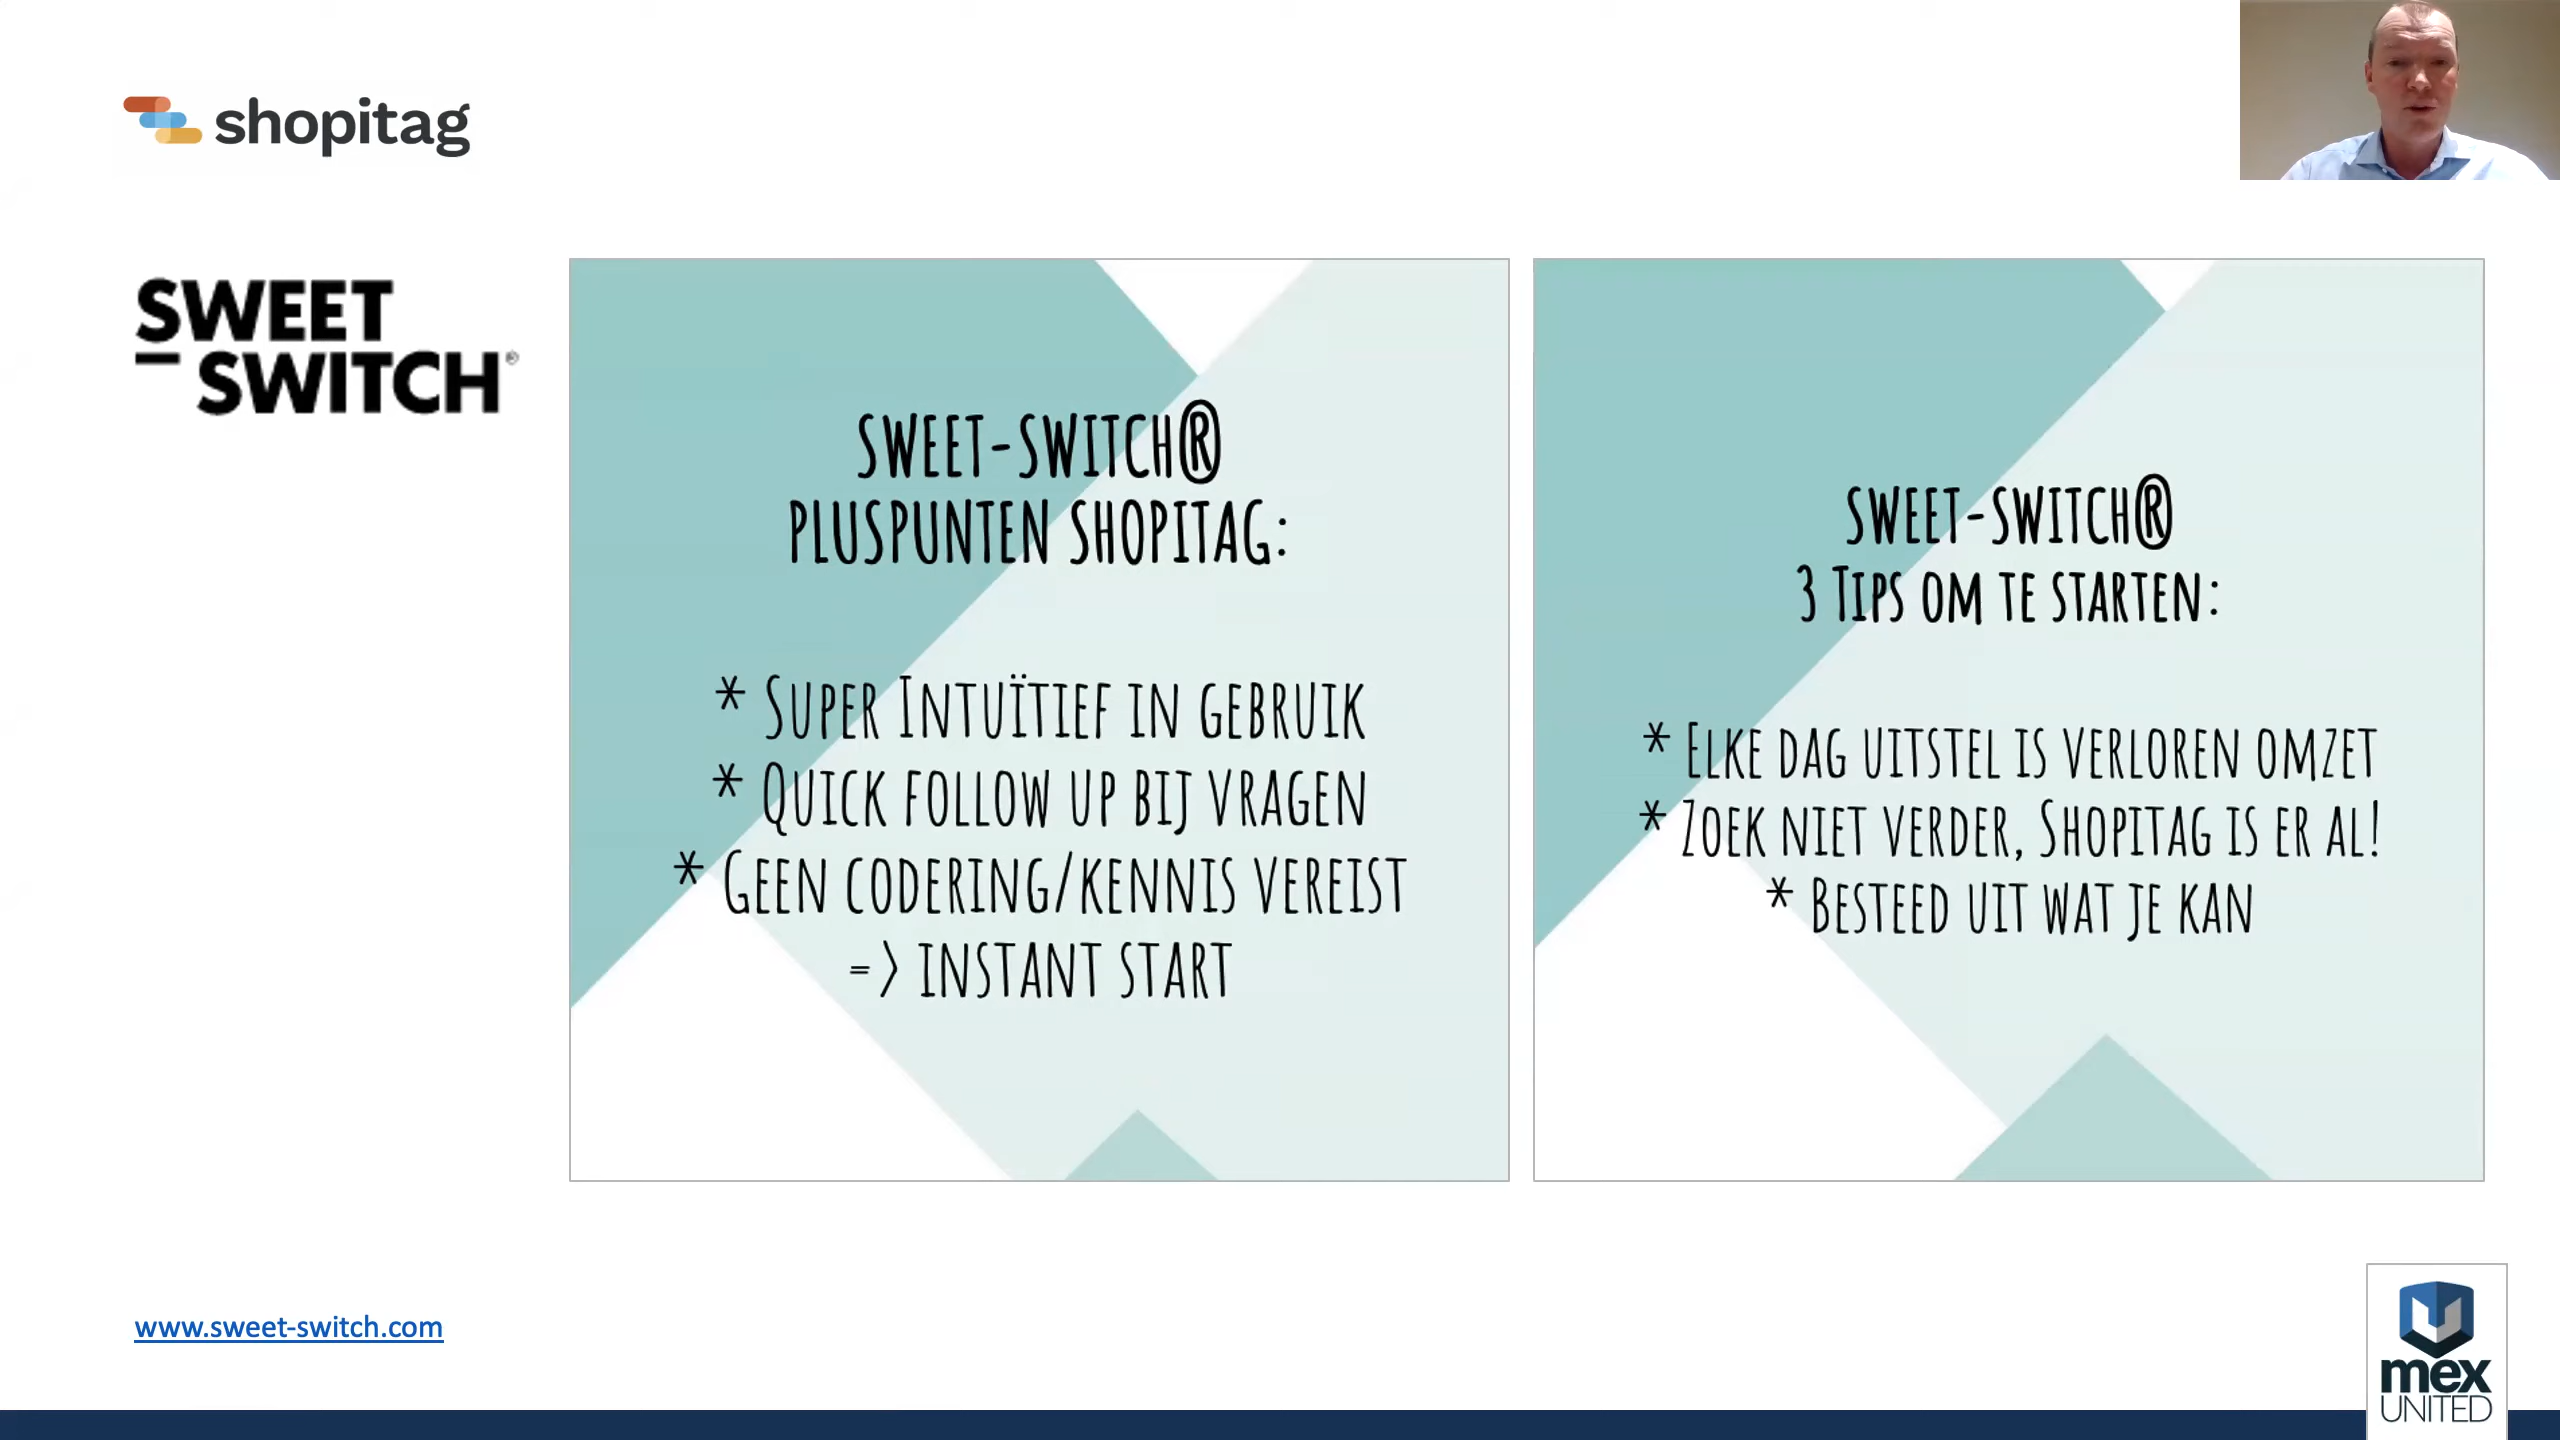 shopitag
SWEET
–SWITCH®
SWEET-SWITCH®
PLUSPUNTEN SHOPITAG:
* SUPER INTUÏTIEF IN GEBRUIK
* QUICK FOLLOW UP BIJ VRAGEN
* GEEN CODERING/KENNIS VEREIST
=> INSTANT START
SWEET-SWITCH®
3 TIPS OM TE STARTEN:
* ELKE DAG UITSTEL IS VERLOREN OMZET
* ZOEK NIET VERDER, SHOPITAG IS ER AL!
* BESTEED UIT WAT JE KAN
www.sweet-switch.com
mex
UNITED